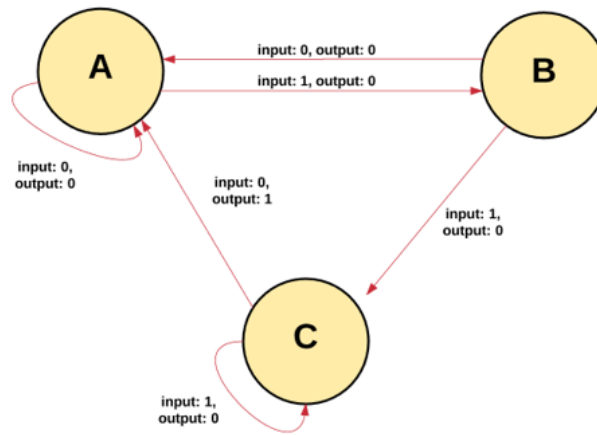 A
B
input: 0, output: 0
input: 1, output: 0
input: 0,
output: 0
input: 0,
output: 1
input: 1,
output: 0
C
input: 1,
output: 0